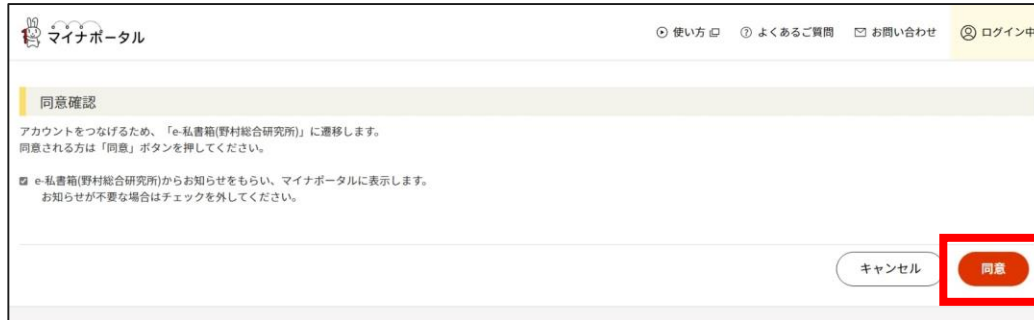 マイナポータル
使い方
よくあるご質問
お問い合わせ
ログイン中
同意確認
アカウントをつなげるため、「e-私書箱(野村総合研究所)」に遷移します。
同意される方は「同意」ボタンを押してください。
e-私書箱(野村総合研究所)からお知らせをもらい、マイナポータルに表示します。
お知らせが不要な場合はチェックを外してください。
キャンセル
同意